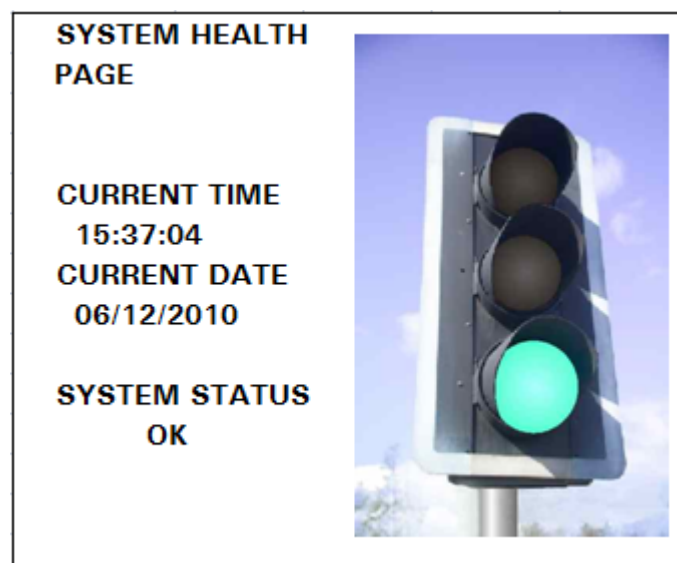 SYSTEM HEALTH
PAGE
CURRENT TIME
15:37:04
CURRENT DATE
06/12/2010
SYSTEM STATUS
OK